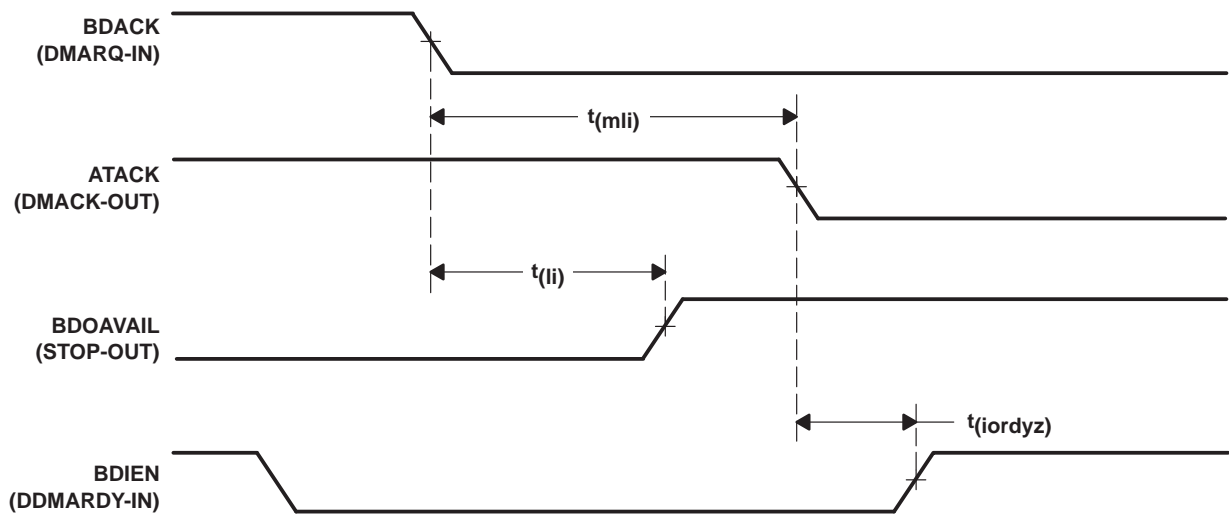 BDACK
(DMARQ-IN)
t(mli)
ATACK
(DMACK-OUT)
t(li)
BDOAVAIL
(STOP-OUT)
t(iordyz)
BDIEN
(DDMARDY-IN)